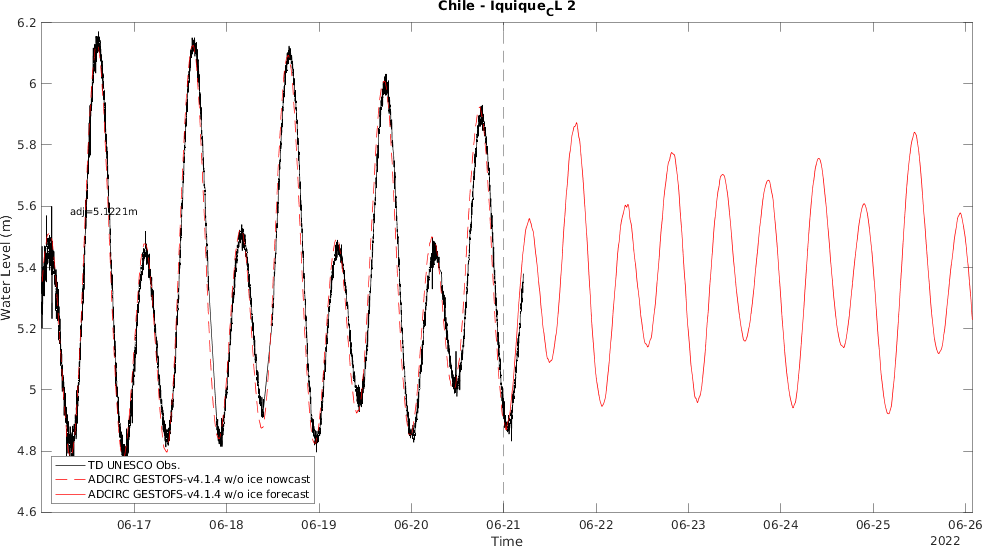 Chile - Iquique_CL 2
6.2
6
5.8
5.6
5.4
5.2
5
4.8
4.6
Water Level (m)
adj=5.1221m
TD UNESCO Obs.
ADCIRC GESTOFS-v4.1.4 w/o ice nowcast
ADCIRC GESTOFS-v4.1.4 w/o ice forecast
06-17 06-18 06-19 06-20 06-21 06-22 06-23 06-24 06-25 06-26
Time
2022